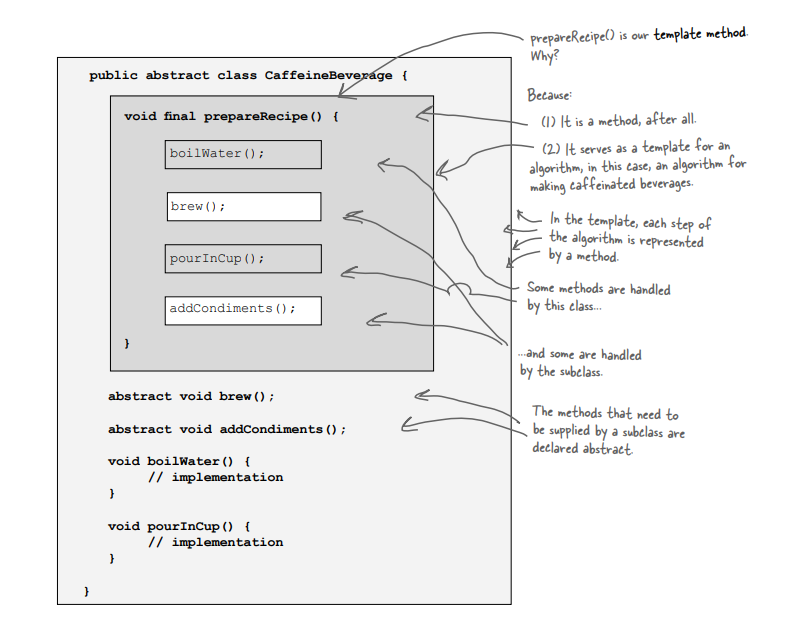 public abstract class CaffeineBeverage {
void final prepareRecipe() {
boilWater();
brew();
pourInCup();
addCondiments();
}
abstract void brew();
abstract void addCondiments();
void boilWater() {
// implementation
}
void pourInCup() {
// implementation
}
}
prepareRecipe() is our template method.
Why?
Because:
(1) It is a method, after all.
(2) It serves as a template for an
algorithm, in this case, an algorithm for
making caffeinated beverages.
In the template, each step of
the algorithm is represented
by a method.
Some methods are handled
by this class...
...and some are handled
by the subclass.
The methods that need to
be supplied by a subclass are
declared abstract.